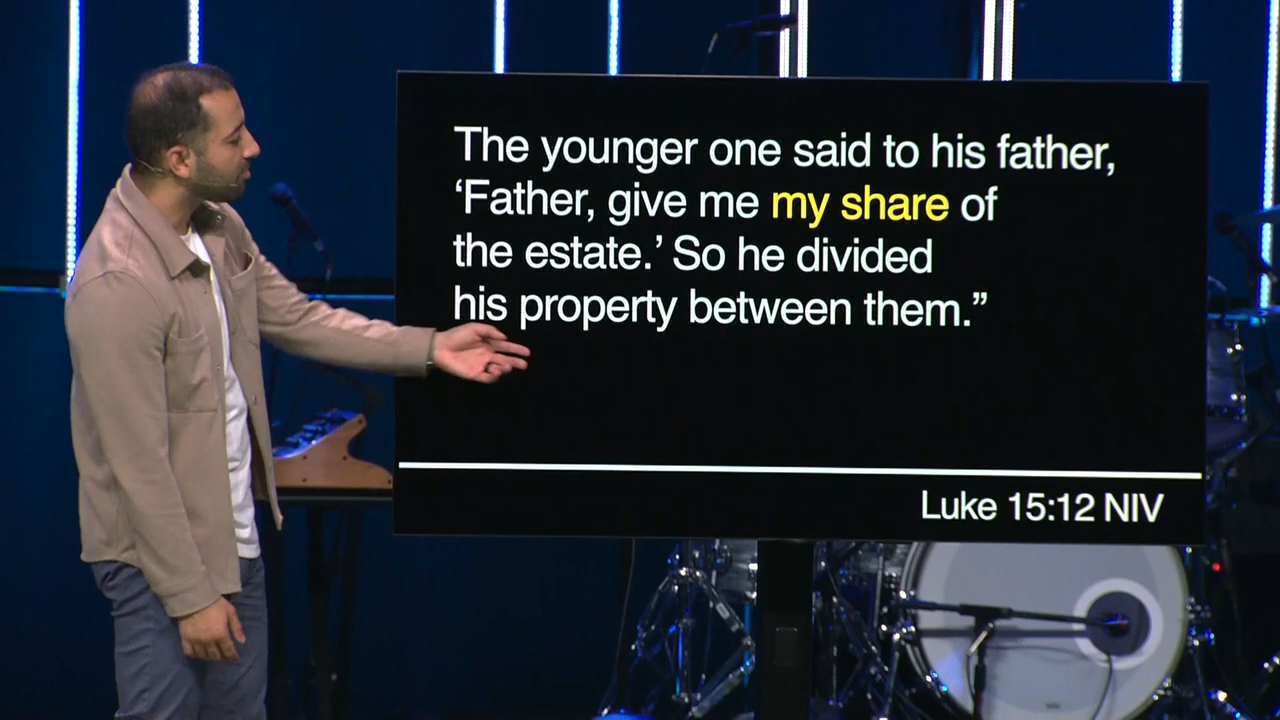 The younger one said to his father,
‘Father, give me my share of
the estate.’ So he divided
his property between them.”
Luke 15:12 NIV